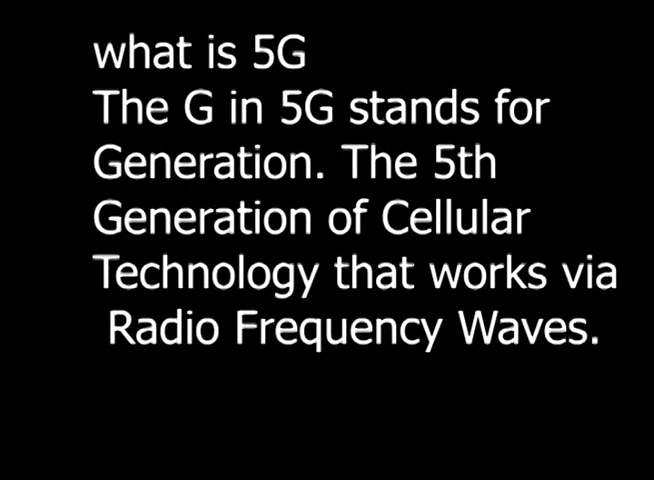 what is 5G
The G in 5G stands for
Generation. The 5th
Generation of Cellular
Technology that works via
Radio Frequency Waves.